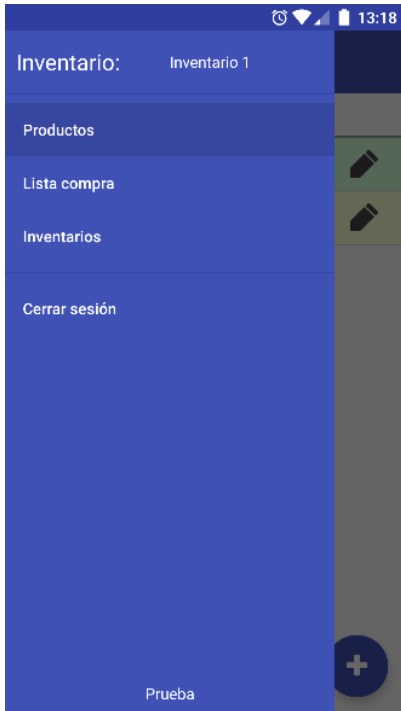 13:18
Inventario: Inventario 1
Productos
Lista compra
Inventarios
Cerrar sesión
Prueba